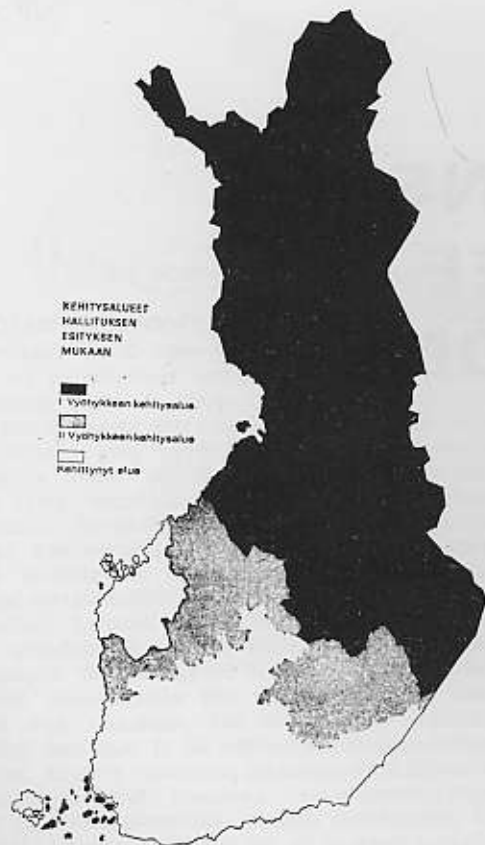 KEHITYSALUEET
HALLITUKSEN
ESITYKSEN
MUKAAN
I Vyöhykkeen kehitysalue
II Vyöhykkeen kehitysalue
Kehittynyt alue